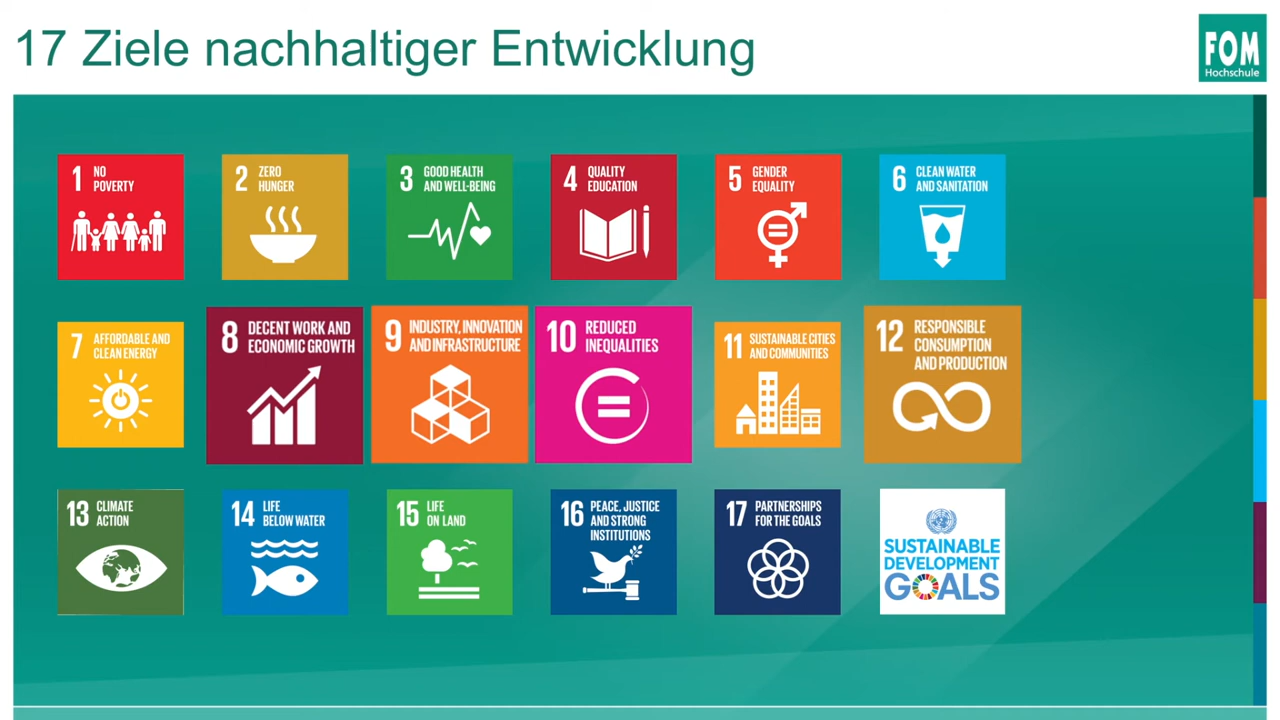 17 Ziele nachhaltiger Entwicklung
FOM
Hochschule
1 NO
POVERTY
2 ZERO
HUNGER
3 GOOD HEALTH
AND WELL-BEING
4 QUALITY
EDUCATION
5 GENDER
EQUALITY
6 CLEAN WATER
AND SANITATION
7 AFFORDABLE AND
CLEAN ENERGY
8 DECENT WORK AND
ECONOMIC GROWTH
9 INDUSTRY, INNOVATION
AND INFRASTRUCTURE
10 REDUCED
INEQUALITIES
11 SUSTAINABLE CITIES
AND COMMUNITIES
12 RESPONSIBLE
CONSUMPTION
AND PRODUCTION
13 CLIMATE
ACTION
14 LIFE
BELOW WATER
15 LIFE
ON LAND
16 PEACE, JUSTICE
AND STRONG
INSTITUTIONS
17 PARTNERSHIPS
FOR THE GOALS
SUSTAINABLE
DEVELOPMENT
GOALS